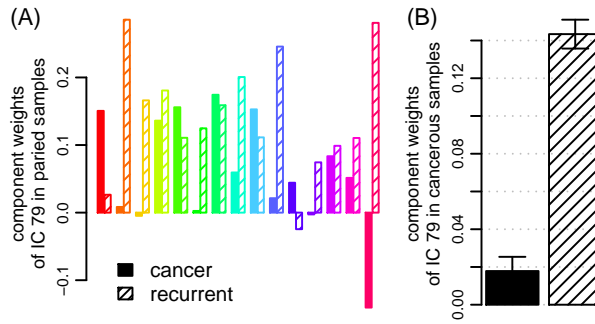 (A)
component weights
of IC 79 in paried samples
0.2
0.1
0.0
−0.1
cancer
recurrent
(B)
component weights
of IC 79 in cancerous samples
0.12
0.08
0.04
0.00